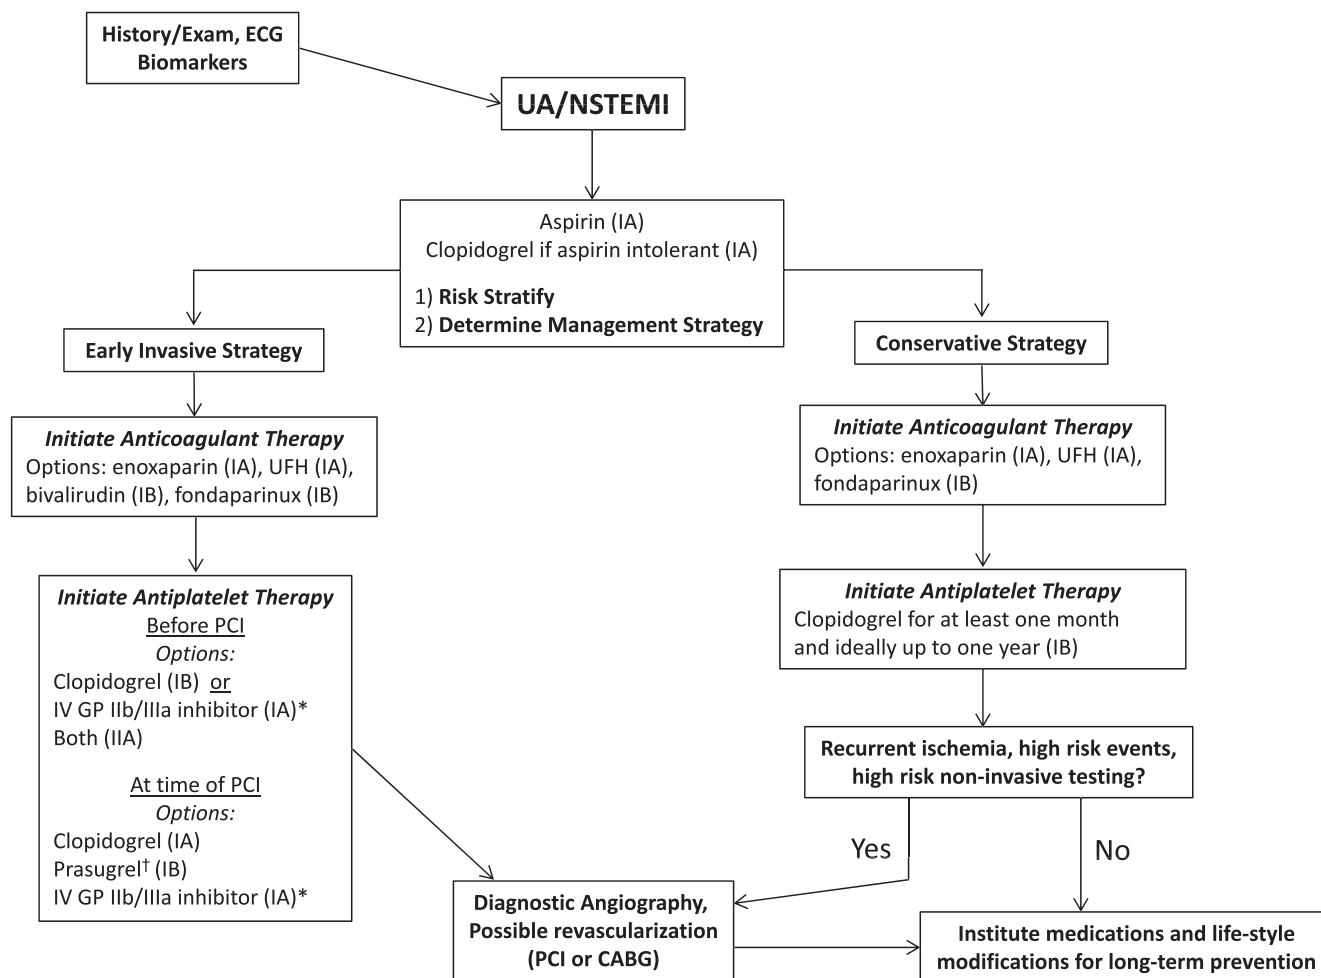 History/Exam, ECG
Biomarkers
UA/NSTEMI
Aspirin (IA)
Clopidogrel if aspirin intolerant (IA)
1) Risk Stratify
2) Determine Management Strategy
Early Invasive Strategy
Initiate Anticoagulant Therapy
Options: enoxaparin (IA), UFH (IA),
bivalirudin (IB), fondaparinux (IB)
Initiate Antiplatelet Therapy
Before PCI
Options:
Clopidogrel (IB) or
IV GP IIb/IIIa inhibitor (IA)*
Both (IIA)
At time of PCI
Options:
Clopidogrel (IA)
Prasugrel† (IB)
IV GP IIb/IIIa inhibitor (IA)*
Conservative Strategy
Initiate Anticoagulant Therapy
Options: enoxaparin (IA), UFH (IA),
fondaparinux (IB)
Initiate Antiplatelet Therapy
Clopidogrel for at least one month
and ideally up to one year (IB)
Recurrent ischemia, high risk events,
high risk non-invasive testing?
Yes
No
Diagnostic Angiography,
Possible revascularization
(PCI or CABG)
Institute medications and life-style
modifications for long-term prevention